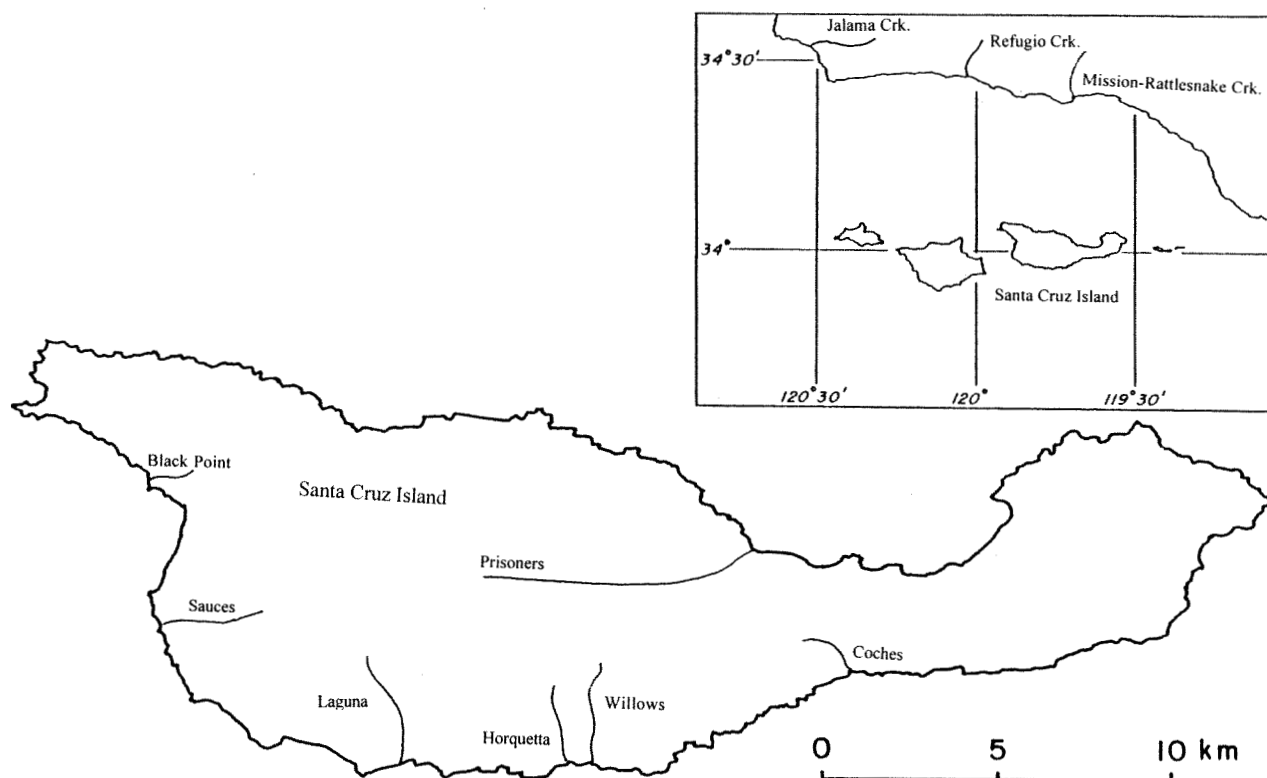 Jalama Crk.
Refugio Crk.
34°30'
Mission-Rattlesnake Crk.
34°
Santa Cruz Island
120°30'
120°
119°30'
Black Point
Santa Cruz Island
Prisoners
Sauces
Coches
Laguna
Willows
Horquetta
0 5 10 km